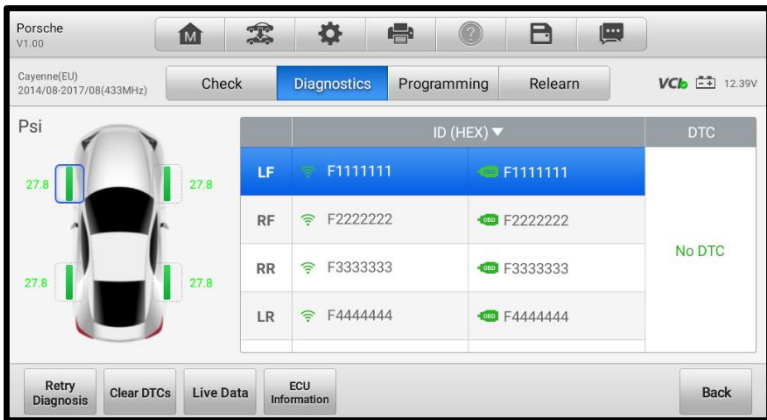 Porsche
V1.00
M
?
Cayenne(EU)
2014/08-2017/08(433MHz)
Check
Diagnostics
Programming
Relearn
VCI
12.39V
Psi
27.8
27.8
27.8
27.8
ID (HEX) ▼
DTC
LF F1111111 OBD F1111111
RF F2222222 OBD F2222222
RR F3333333 OBD F3333333
LR F4444444 OBD F4444444
No DTC
Retry
Diagnosis
Clear DTCs
Live Data
ECU
Information
Back